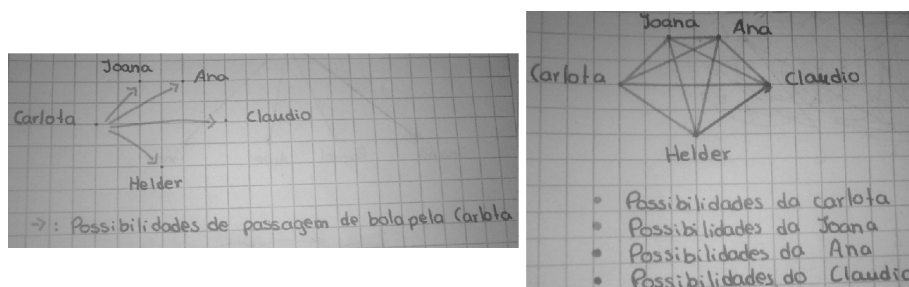 Joana
Ana
Carlota
Claudio
Helder
→: Possibilidades de passagem de bola pela Carlota
Joana
Ana
Carlota
Claudio
Helder
• Possibilidades da carlota
• Possibilidades da Joana
• Possibilidades da Ana
• Possibilidades do Claudio